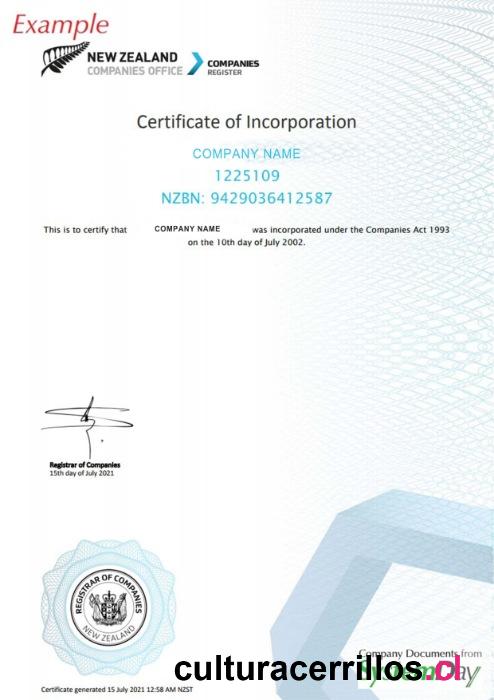 Example
NEW ZEALAND
COMPANIES OFFICE
COMPANIES
REGISTER
Certificate of Incorporation
COMPANY NAME
1225109
NZBN: 9429036412587
This is to certify that COMPANY NAME was incorporated under the Companies Act 1993
on the 10th day of July 2002.
Registrar of Companies
15th day of July 2021
REGISTRAR OF COMPANIES
NEW ZEALAND
Company Documents from
culturacerrillos.cl
Certificate generated 15 July 2021 12:58 AM NZST